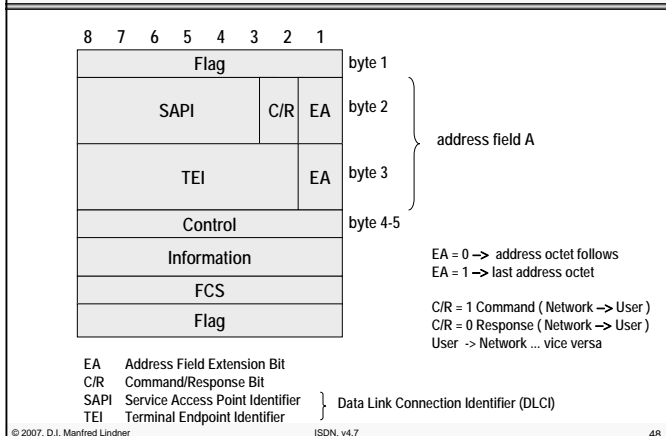 8 7 6 5 4 3 2 1
Flag byte 1
SAPI C/R EA byte 2
address field A
TEI EA byte 3
Control byte 4-5
Information
EA = 0 –> address octet follows
EA = 1 –> last address octet
FCS
C/R = 1 Command ( Network –> User )
Flag
C/R = 0 Response ( Network –> User )
User -> Network ... vice versa
EA Address Field Extension Bit
C/R Command/Response Bit
SAPI Service Access Point Identifier
TEI Terminal Endpoint Identifier
Data Link Connection Identifier (DLCI)
© 2007, D.I. Manfred Lindner ISDN, v4.7 48